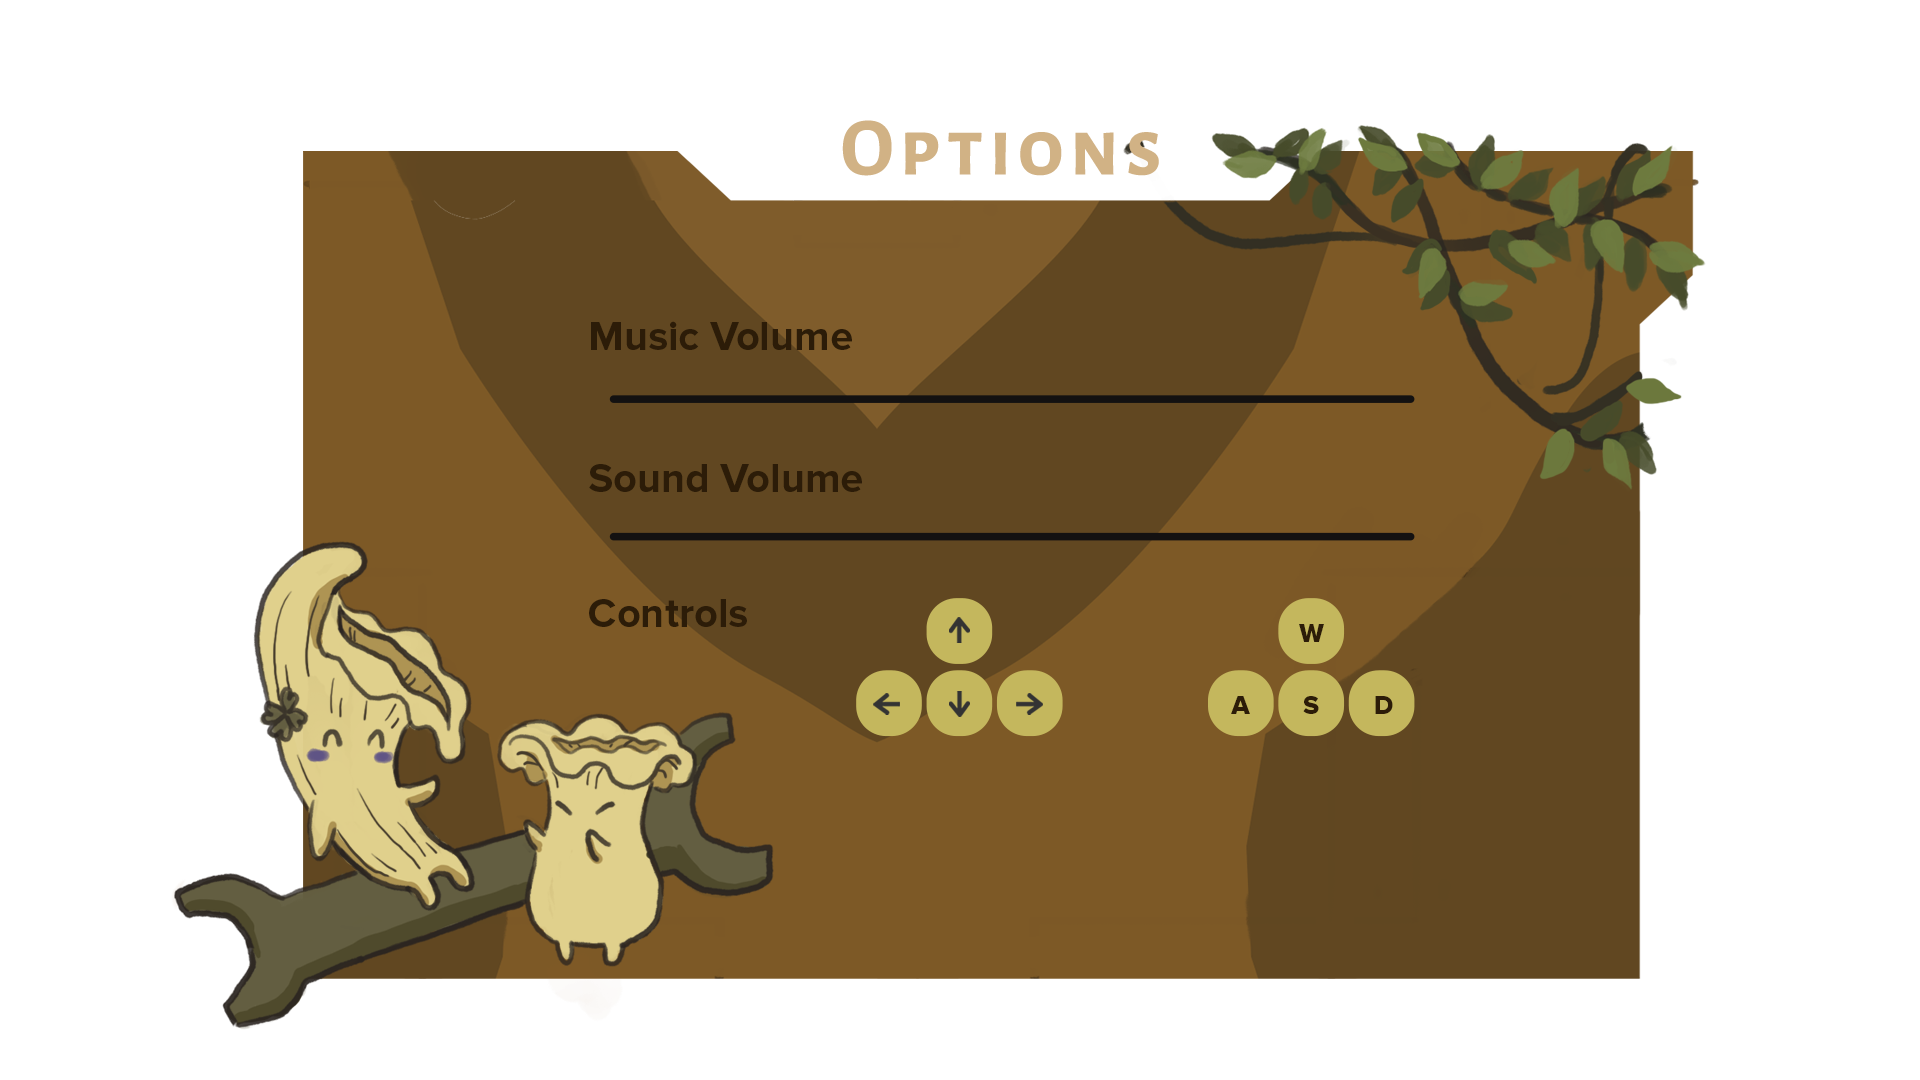 Options
Music Volume
Sound Volume
Controls
↑ W
← ↓ → A S D